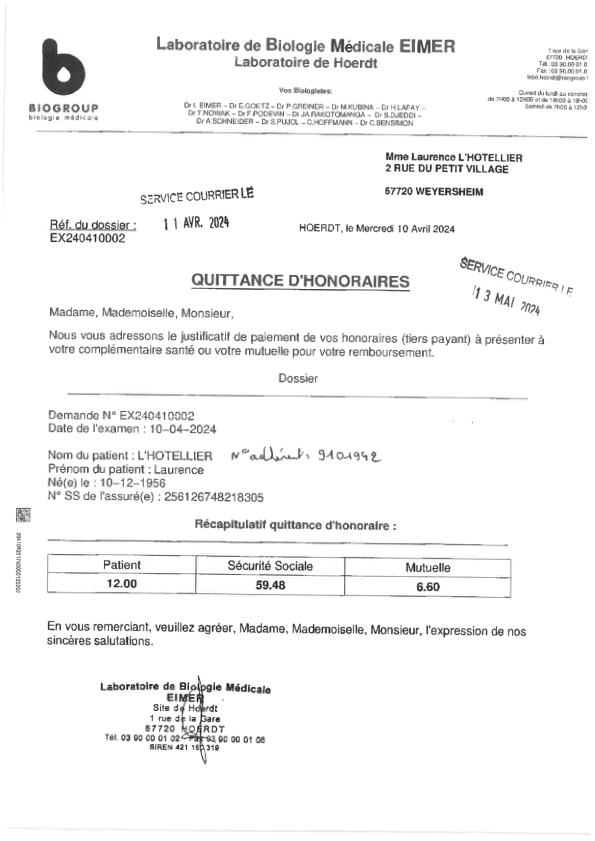 Laboratoire de Biologie Médicale EIMER
Laboratoire de Hoerdt
BIOGROUP
biologie médicale
Vos Biologistes:
Dr I. EIMER – Dr E.GOETZ – Dr P.GREINER – Dr M.KUBINA – Dr H.LAFAY –
Dr T.NOWAK – Dr F.PODEVIN – Dr JA.RAKOTOMANGA – Dr S.DJEDDI –
Dr A.SCHNEIDER – Dr S.PUJOL – C.HOFFMANN – Dr C.BENSIMON
1 rue de la Gar
67720 HOERDT
Tél. 03.90.00.01.0
Fax : 03.90.00.01.0
labo.hoerdt@biogroup.f
Ouvert du lundi au vendred
de 7H00 à 12H00 et de 14H00 à 18H00
Samedi de 7H00 à 12H0
Mme Laurence L'HOTELLIER
2 RUE DU PETIT VILLAGE
67720 WEYERSHEIM
SERVICE COURRIER LE
11 AVR. 2024
Réf. du dossier :
EX240410002
HOERDT, le Mercredi 10 Avril 2024
SERVICE COURRIER LE
13 MAI 2024
QUITTANCE D'HONORAIRES
Madame, Mademoiselle, Monsieur,
Nous vous adressons le justificatif de paiement de vos honoraires (tiers payant) à présenter à
votre complémentaire santé ou votre mutuelle pour votre remboursement.
Dossier
Demande N° EX240410002
Date de l'examen : 10–04–2024
Nom du patient : L'HOTELLIER N° adhérent : 9101942
Prénom du patient : Laurence
Né(e) le : 10–12–1956
N° SS de l'assuré(e) : 256126748218305
Récapitulatif quittance d'honoraire :
Patient Sécurité Sociale Mutuelle
12.00 59.48 6.60
En vous remerciant, veuillez agréer, Madame, Mademoiselle, Monsieur, l'expression de nos
sincères salutations.
Laboratoire de Biologie Médicale
EIMER
Site de Hoerdt
1 rue de la Gare
67720 HOERDT
Tél. 03 90 00 01 02 – Fax 03 90 00 01 06
SIREN 421 150 319